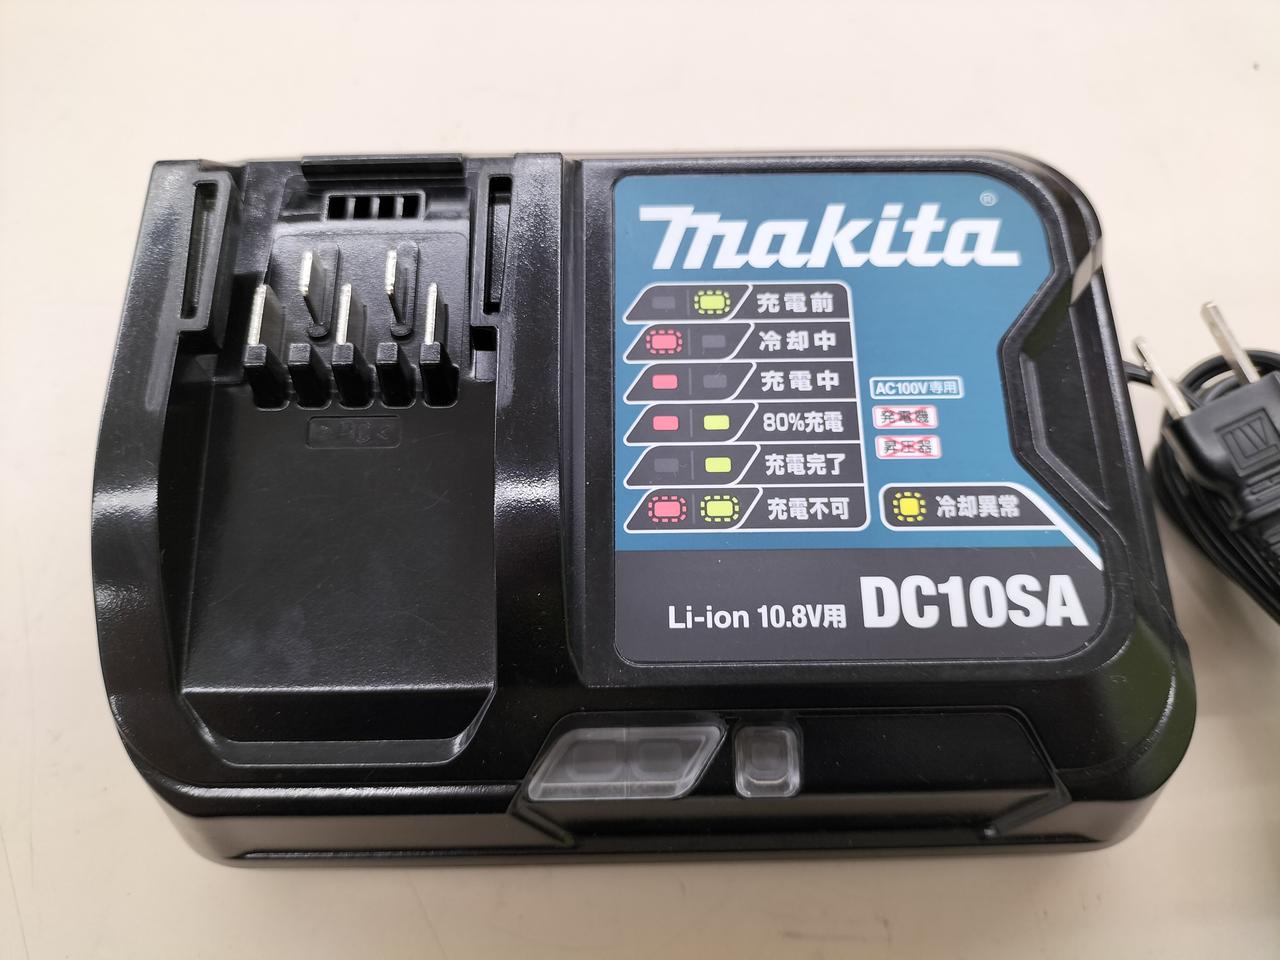 makita®
充電前
冷却中
充電中
80%充電
充電完了
充電不可
AC100V専用
発電機
昇圧器
冷却異常
Li-ion 10.8V用 DC10SA